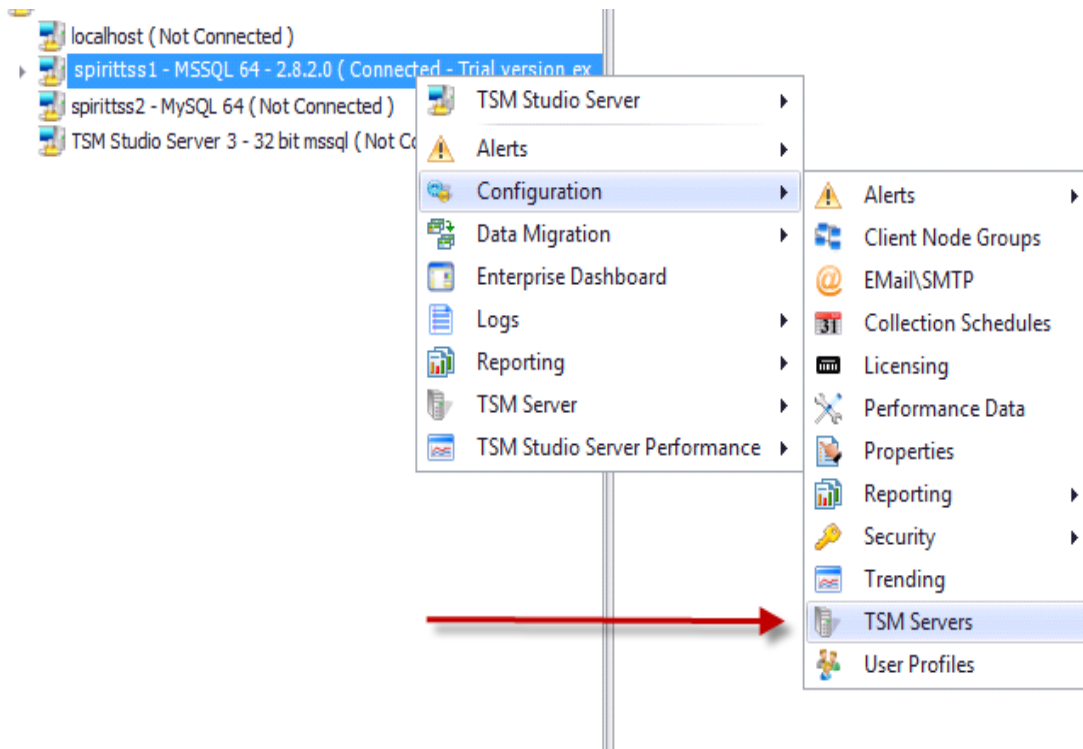 localhost ( Not Connected )
spirittss1 - MSSQL 64 - 2.8.2.0 ( Connected - Trial version ex
spirittss2 - MySQL 64 ( Not Connected )
TSM Studio Server 3 - 32 bit mssql ( Not Co
TSM Studio Server
Alerts
Configuration
Data Migration
Enterprise Dashboard
Logs
Reporting
TSM Server
TSM Studio Server Performance
Alerts
Client Node Groups
EMail\SMTP
Collection Schedules
31
Licensing
Performance Data
Properties
Reporting
Security
Trending
TSM Servers
User Profiles